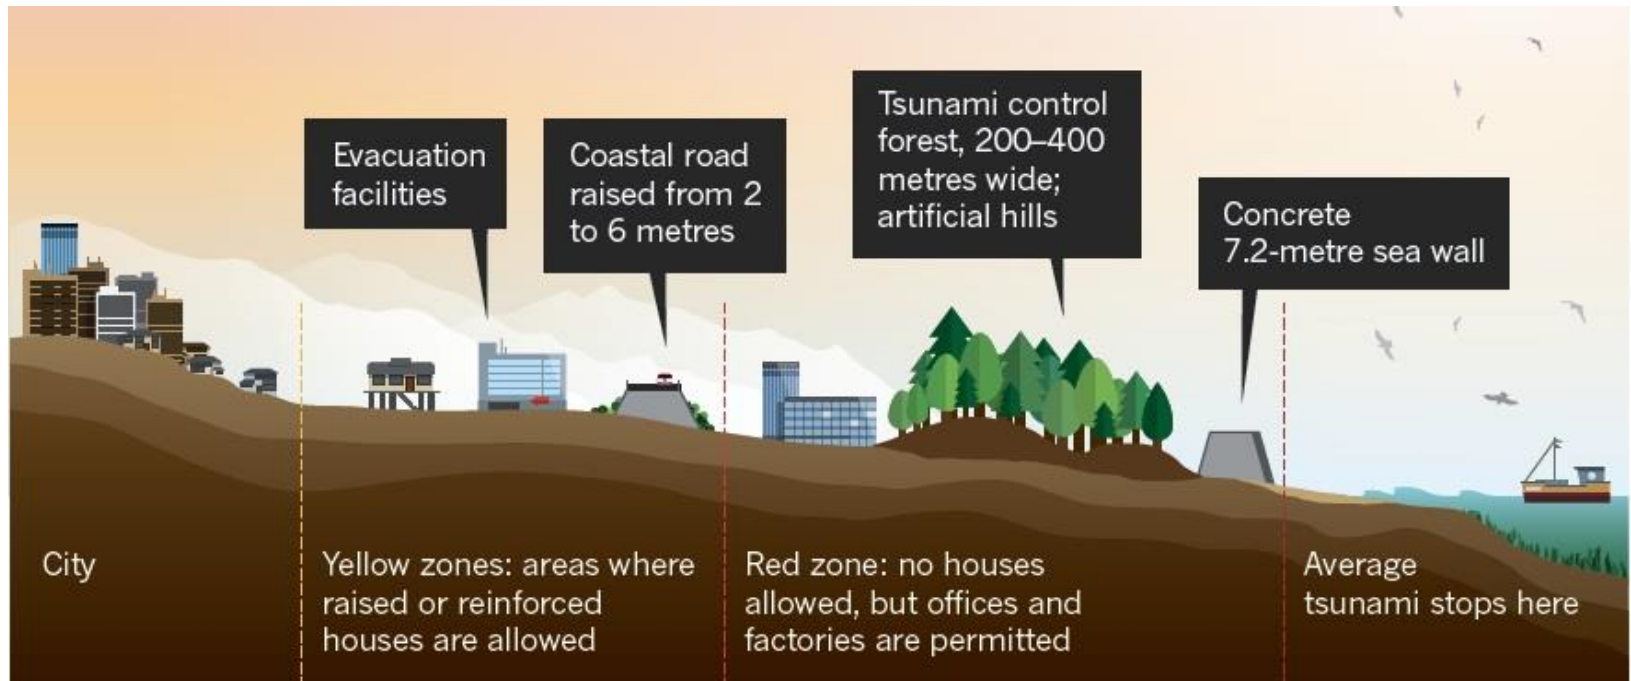 Evacuation
facilities
Coastal road
raised from 2
to 6 metres
Tsunami control
forest, 200–400
metres wide;
artificial hills
Concrete
7.2-metre sea wall
City
Yellow zones: areas where
raised or reinforced
houses are allowed
Red zone: no houses
allowed, but offices and
factories are permitted
Average
tsunami stops here